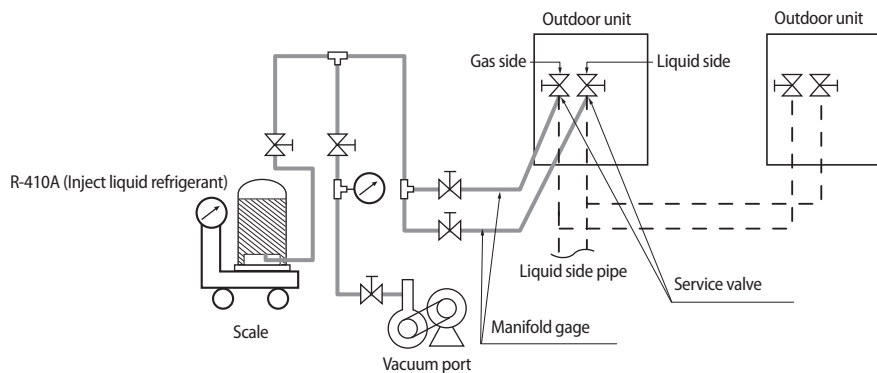 Outdoor unit
Outdoor unit
Gas side
Liquid side
R-410A (Inject liquid refrigerant)
Liquid side pipe
Service valve
Scale
Manifold gage
Vacuum port